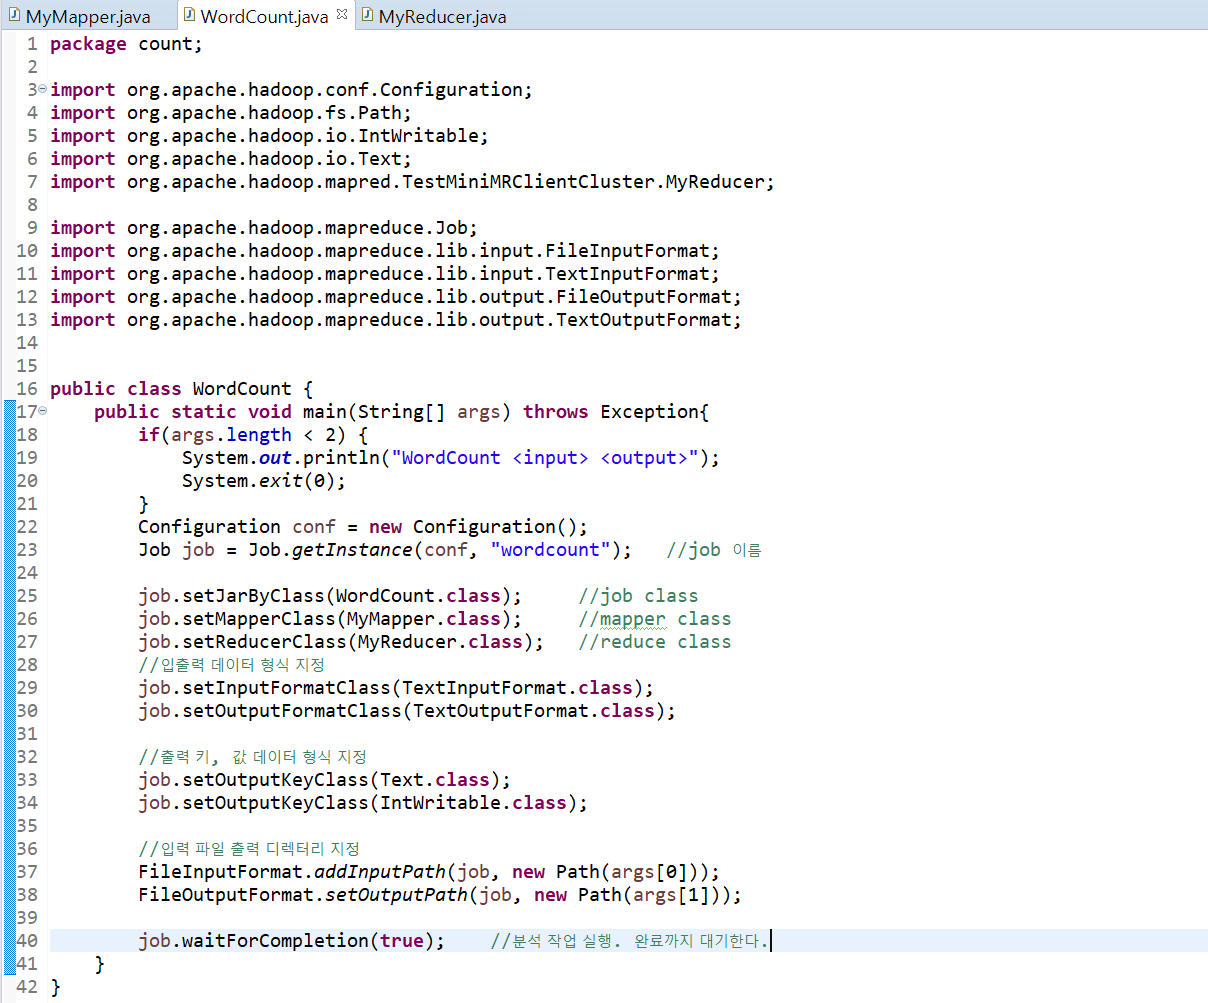 MyMapper.java WordCount.java MyReducer.java
1 package count;
2
3 import org.apache.hadoop.conf.Configuration;
4 import org.apache.hadoop.fs.Path;
5 import org.apache.hadoop.io.IntWritable;
6 import org.apache.hadoop.io.Text;
7 import org.apache.hadoop.mapred.TestMiniMRClientCluster.MyReducer;
8
9 import org.apache.hadoop.mapreduce.Job;
10 import org.apache.hadoop.mapreduce.lib.input.FileInputFormat;
11 import org.apache.hadoop.mapreduce.lib.input.TextInputFormat;
12 import org.apache.hadoop.mapreduce.lib.output.FileOutputFormat;
13 import org.apache.hadoop.mapreduce.lib.output.TextOutputFormat;
14
15
16 public class WordCount {
17     public static void main(String[] args) throws Exception{
18         if(args.length < 2) {
19             System.out.println("WordCount <input> <output>");
20             System.exit(0);
21         }
22         Configuration conf = new Configuration();
23         Job job = Job.getInstance(conf, "wordcount");   //job 이름
24
25         job.setJarByClass(WordCount.class);     //job class
26         job.setMapperClass(MyMapper.class);     //mapper class
27         job.setReducerClass(MyReducer.class);   //reduce class
28         //입출력 데이터 형식 지정
29         job.setInputFormatClass(TextInputFormat.class);
30         job.setOutputFormatClass(TextOutputFormat.class);
31
32         //출력 키, 값 데이터 형식 지정
33         job.setOutputKeyClass(Text.class);
34         job.setOutputKeyClass(IntWritable.class);
35
36         //입력 파일 출력 디렉터리 지정
37         FileInputFormat.addInputPath(job, new Path(args[0]));
38         FileOutputFormat.setOutputPath(job, new Path(args[1]));
39
40         job.waitForCompletion(true);    //분석 작업 실행. 완료까지 대기한다.
41     }
42 }